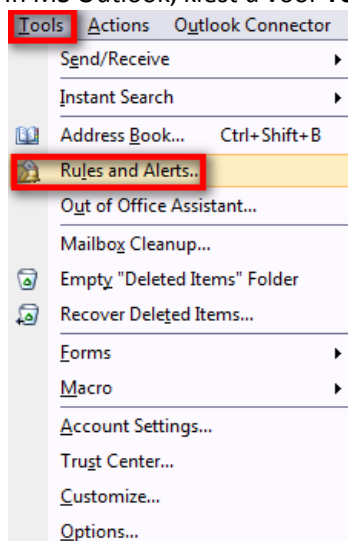 in MS Outlook, kiest u voor
Tools Actions Outlook Connector
Send/Receive
Instant Search
Address Book... Ctrl+Shift+B
Rules and Alerts...
Out of Office Assistant...
Mailbox Cleanup...
Empty "Deleted Items" Folder
Recover Deleted Items...
Forms
Macro
Account Settings...
Trust Center...
Customize...
Options...